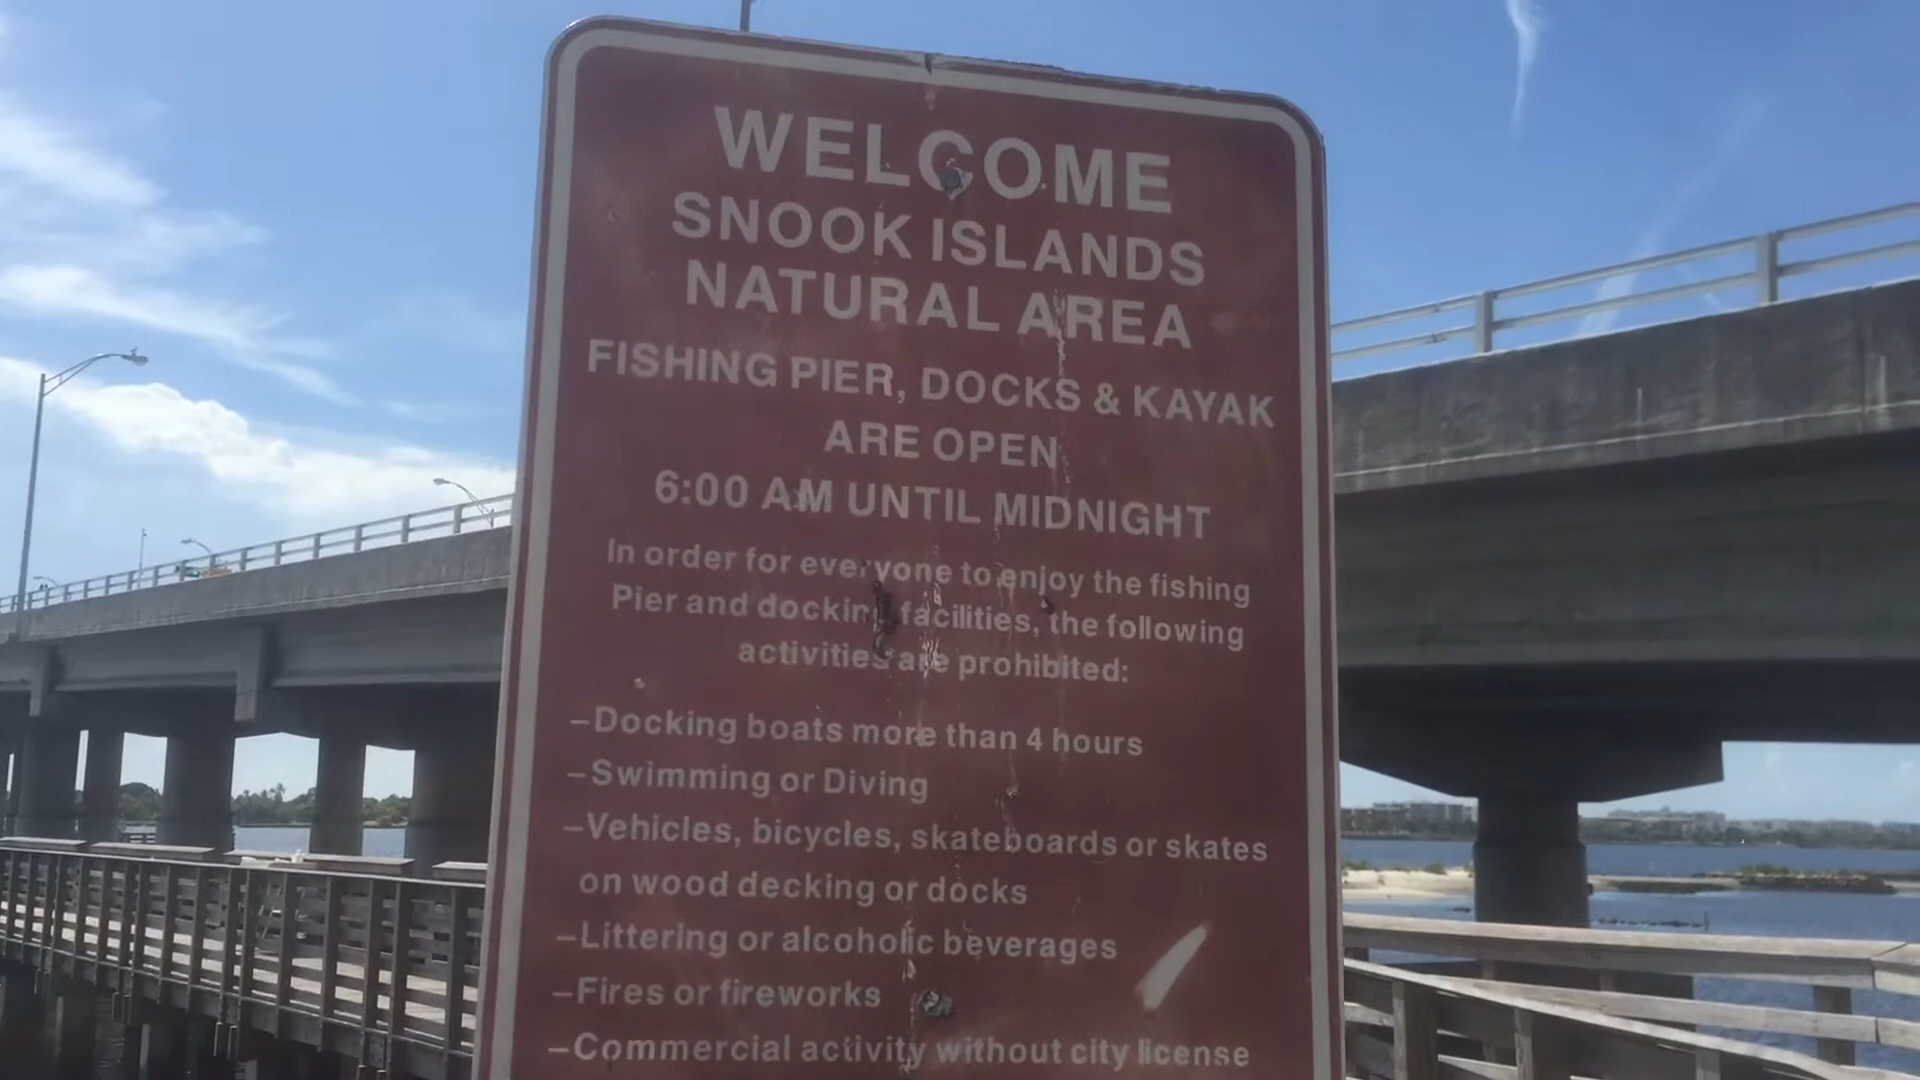 WELCOME
SNOOK ISLANDS
NATURAL AREA
FISHING PIER, DOCKS & KAYAK
ARE OPEN
6:00 AM UNTIL MIDNIGHT
In order for everyone to enjoy the fishing
Pier and docking facilities, the following
activities are prohibited:
–Docking boats more than 4 hours
–Swimming or Diving
–Vehicles, bicycles, skateboards or skates
on wood decking or docks
–Littering or alcoholic beverages
–Fires or fireworks
–Commercial activity without city license